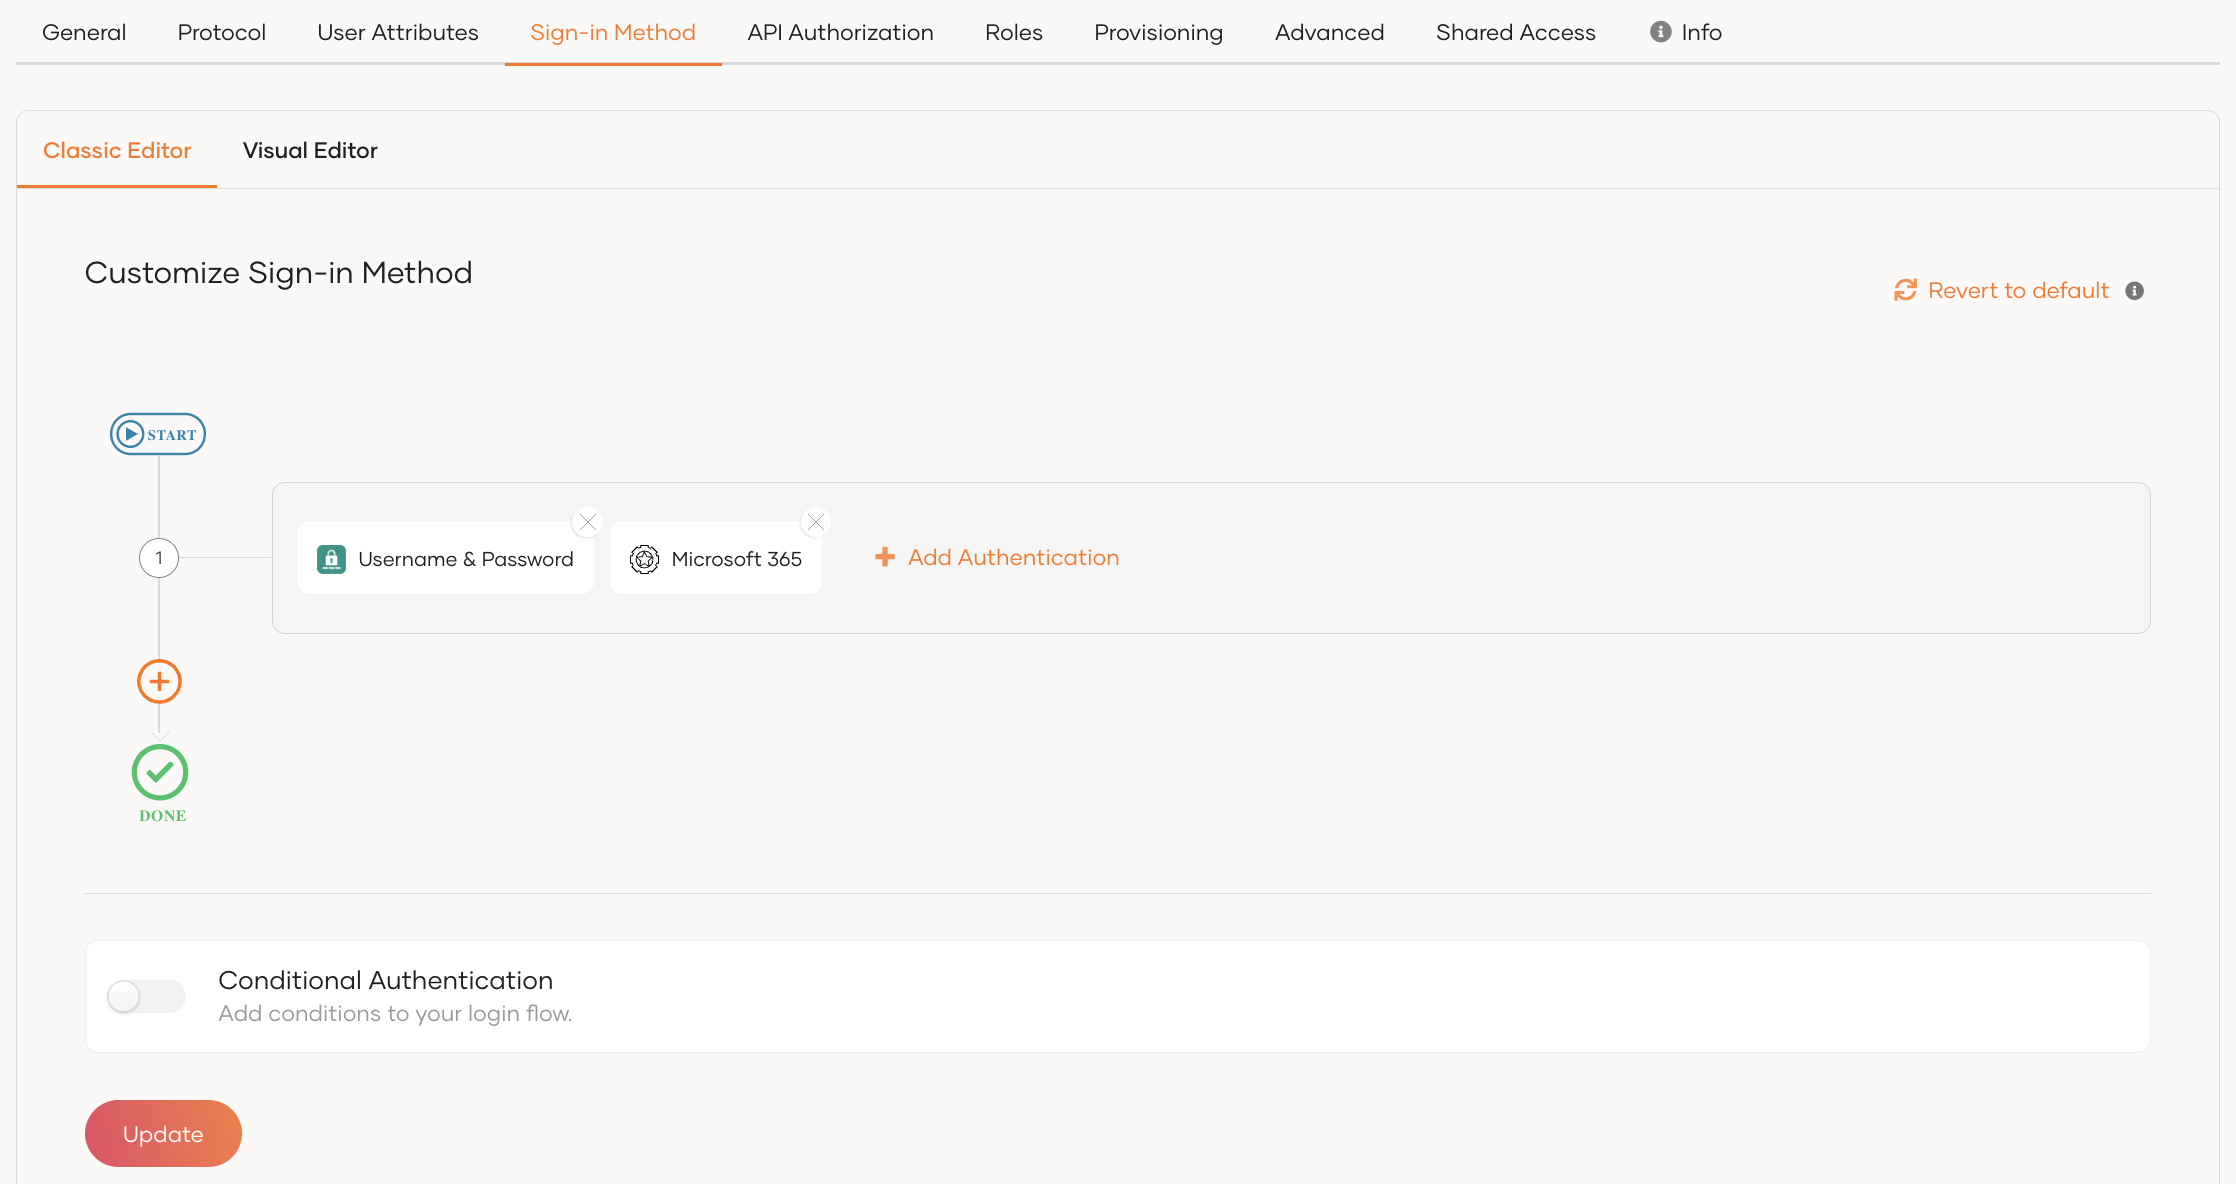 General Protocol User Attributes Sign-in Method API Authorization Roles Provisioning Advanced Shared Access Info
Classic Editor Visual Editor
Customize Sign-in Method
Revert to default
START
1 Username & Password Microsoft 365 Add Authentication
DONE
Conditional Authentication
Add conditions to your login flow.
Update